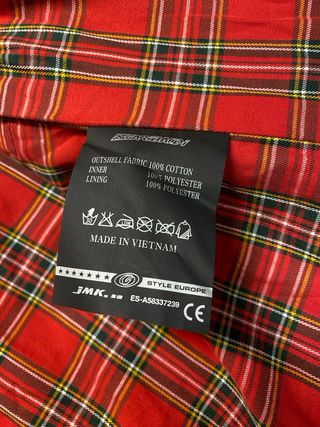 OUTSHELL FABRIC 100% COTTON
INNER 100% POLYESTER
LINING 100% POLYESTER
MADE IN VIETNAM
STYLE EUROPE
ES-A58337239
CE